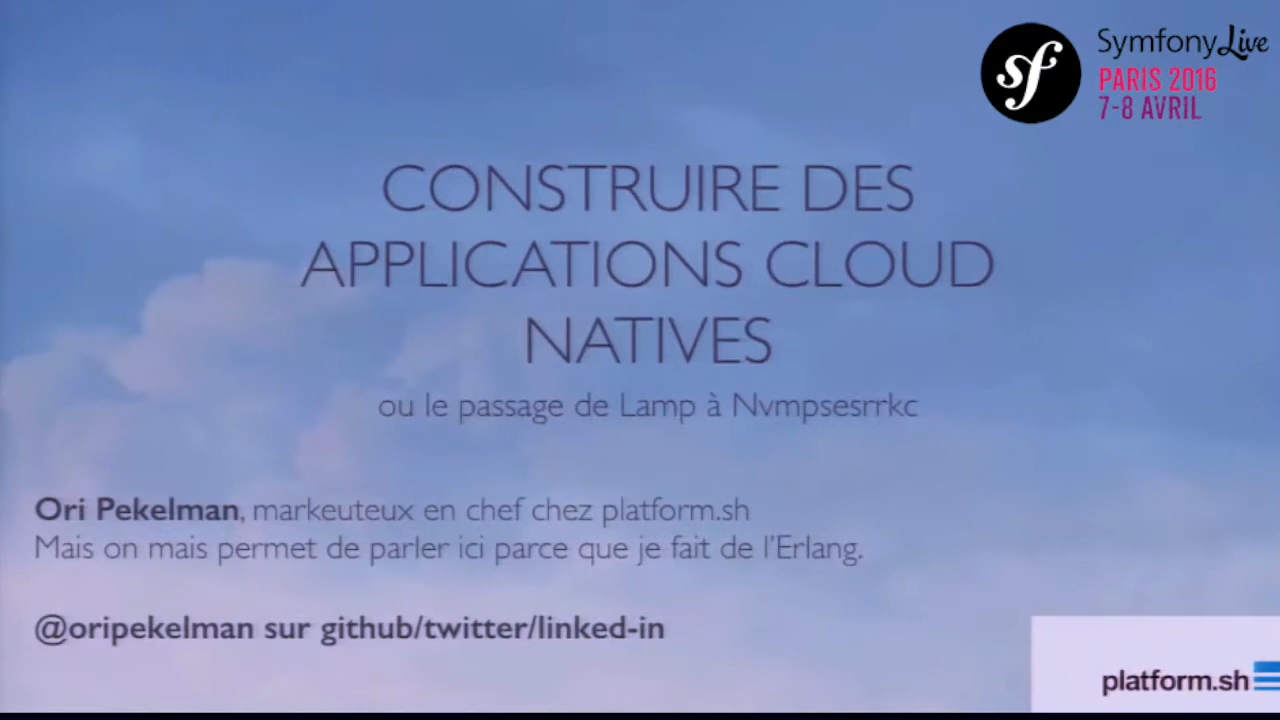 SymfonyLive
PARIS 2016
7-8 AVRIL
CONSTRUIRE DES
APPLICATIONS CLOUD
NATIVES
ou le passage de Lamp à Nvmpsesrrkc
Ori Pekelman, markeuteux en chef chez platform.sh
Mais on mais permet de parler ici parce que je fait de l'Erlang.
@oripekelman sur github/twitter/linked-in
platform.sh